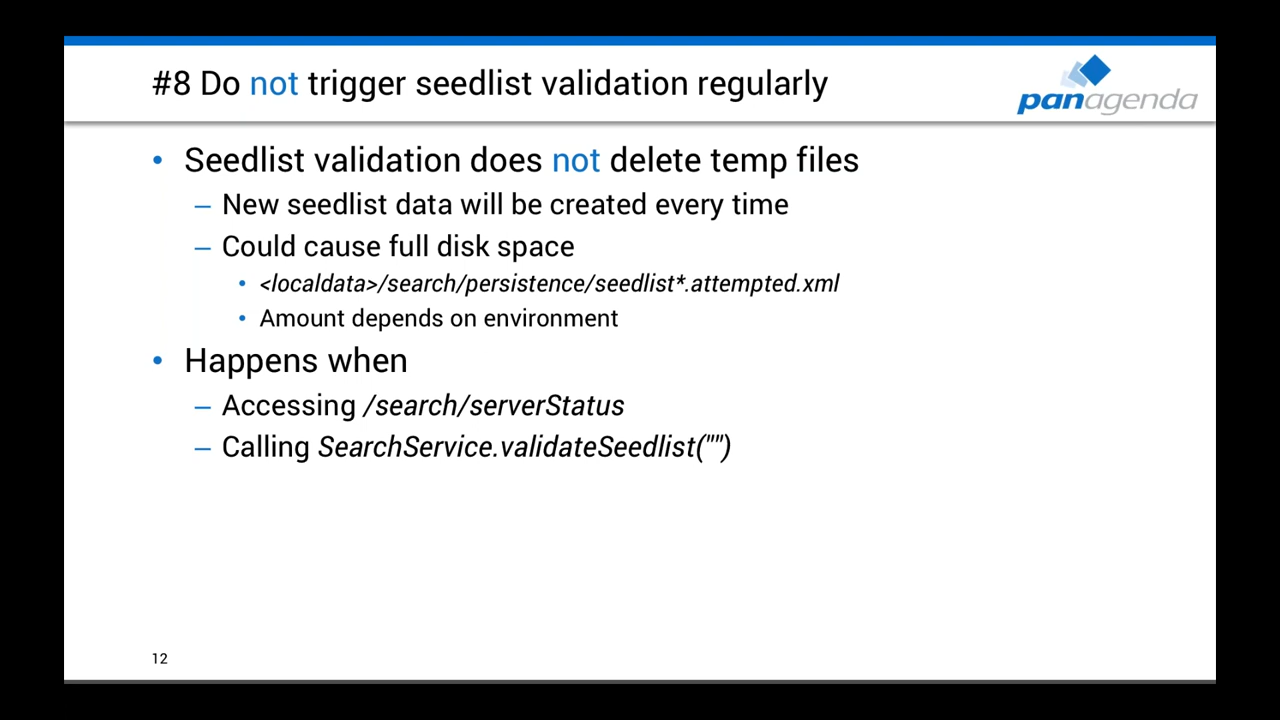 #8 Do not trigger seedlist validation regularly
panagenda
• Seedlist validation does not delete temp files
– New seedlist data will be created every time
– Could cause full disk space
• <localdata>/search/persistence/seedlist*.attempted.xml
• Amount depends on environment
• Happens when
– Accessing /search/serverStatus
– Calling SearchService.validateSeedlist("")
12